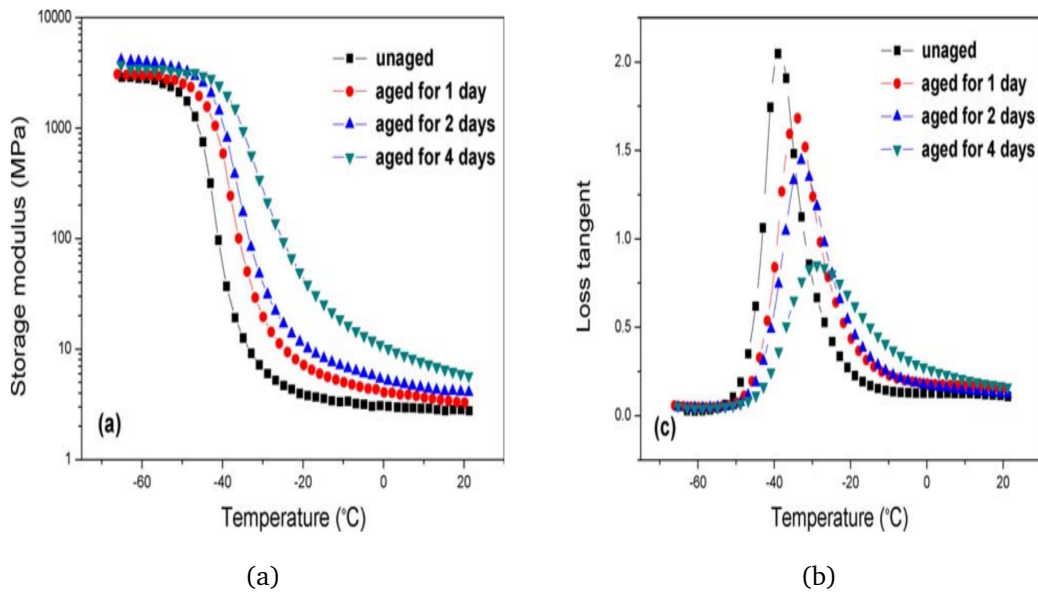 10000
1000
100
10
1
Storage modulus (MPa)
unaged
aged for 1 day
aged for 2 days
aged for 4 days
(a)
-60
-40
-20
0
20
Temperature (°C)
(a)
2.0
1.5
1.0
0.5
0.0
Loss tangent
unaged
aged for 1 day
aged for 2 days
aged for 4 days
(c)
-60
-40
-20
0
20
Temperature (°C)
(b)